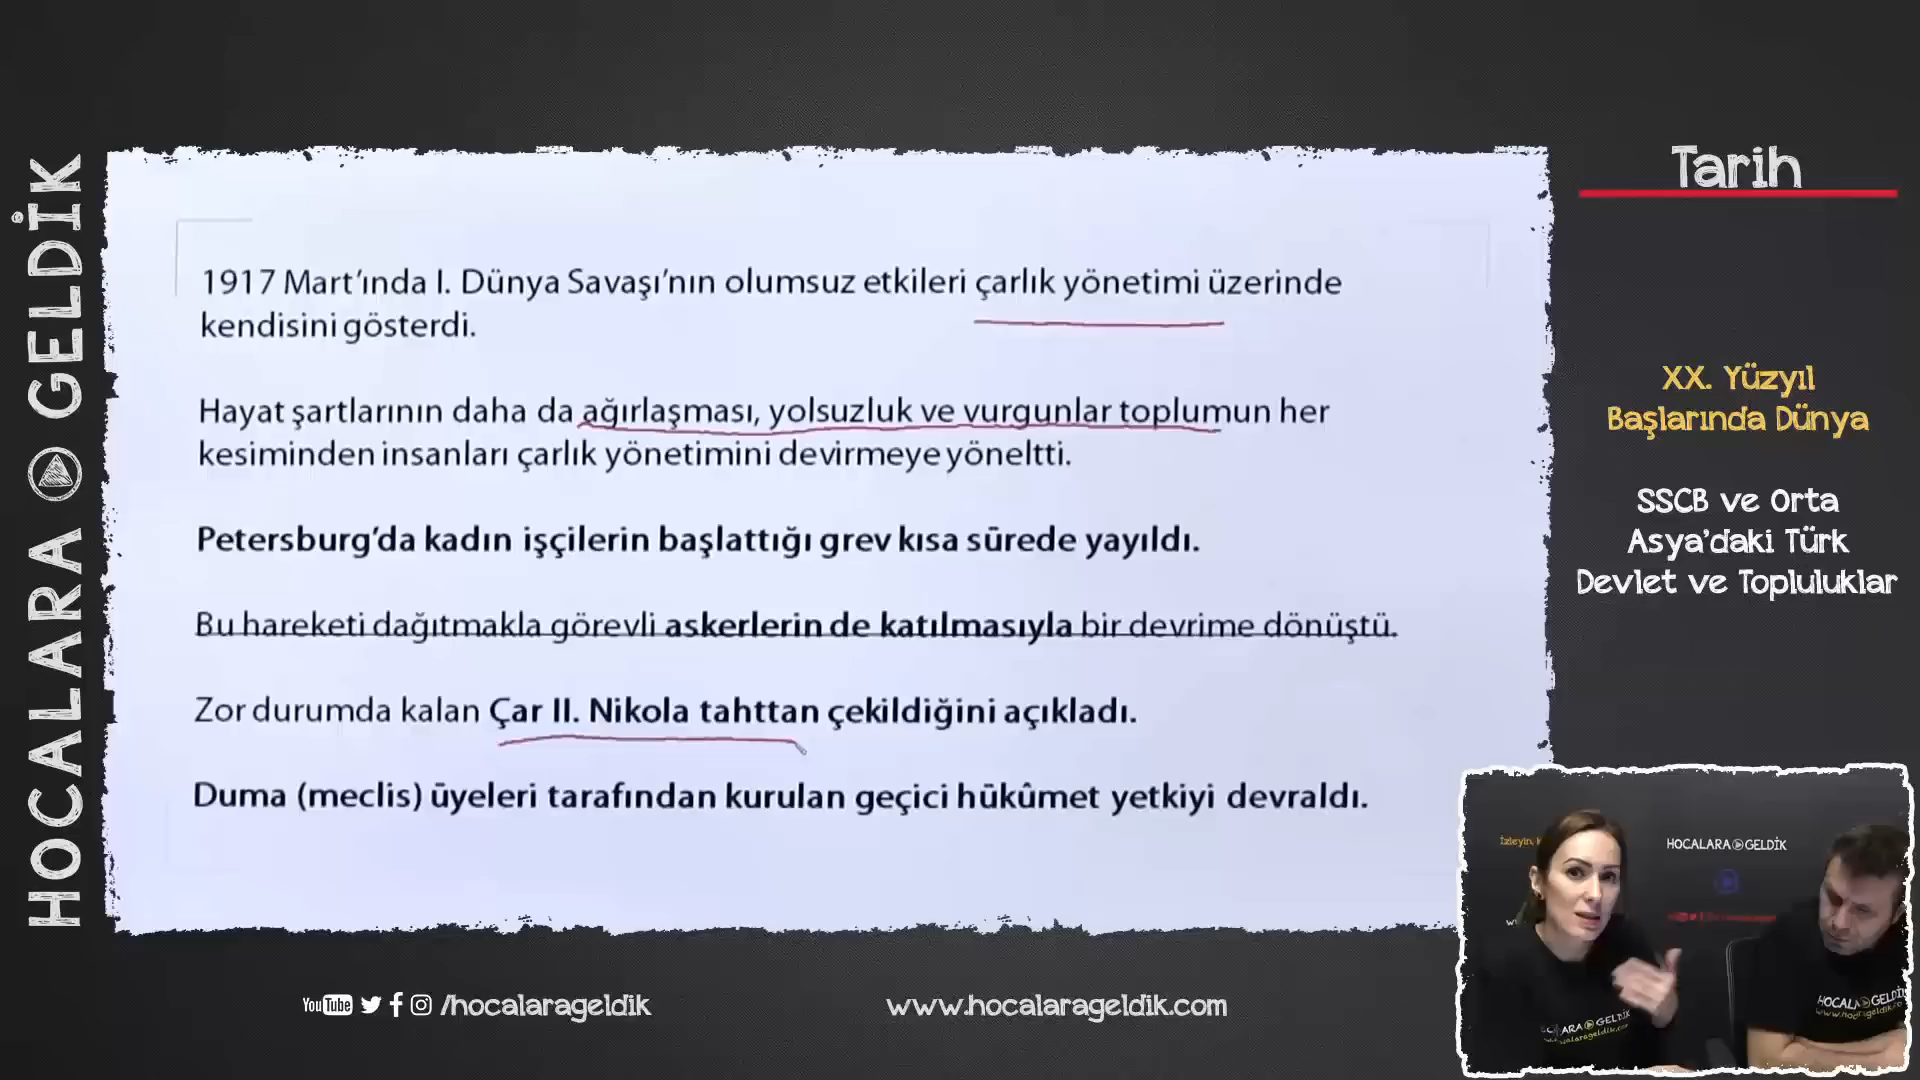 HOCALARA GELDİK
1917 Mart'ında I. Dünya Savaşı'nın olumsuz etkileri çarlık yönetimi üzerinde
kendisini gösterdi.
Hayat şartlarının daha da ağırlaşması, yolsuzluk ve vurgunlar toplumun her
kesiminden insanları çarlık yönetimini devirmeye yöneltti.
Petersburg'da kadın işçilerin başlattığı grev kısa sürede yayıldı.
Bu hareketi dağıtmakla görevli askerlerin de katılmasıyla bir devrime dönüştü.
Zor durumda kalan Çar II. Nikola tahttan çekildiğini açıkladı.
Duma (meclis) üyeleri tarafından kurulan geçici hükûmet yetkiyi devraldı.
Tarih
XX. Yüzyıl
Başlarında Dünya
SSCB ve Orta
Asya'daki Türk
Devlet ve Topluluklar
YouTube /hocalarageldik
www.hocalarageldik.com
İzleyin,
HOCALARA GELDİK